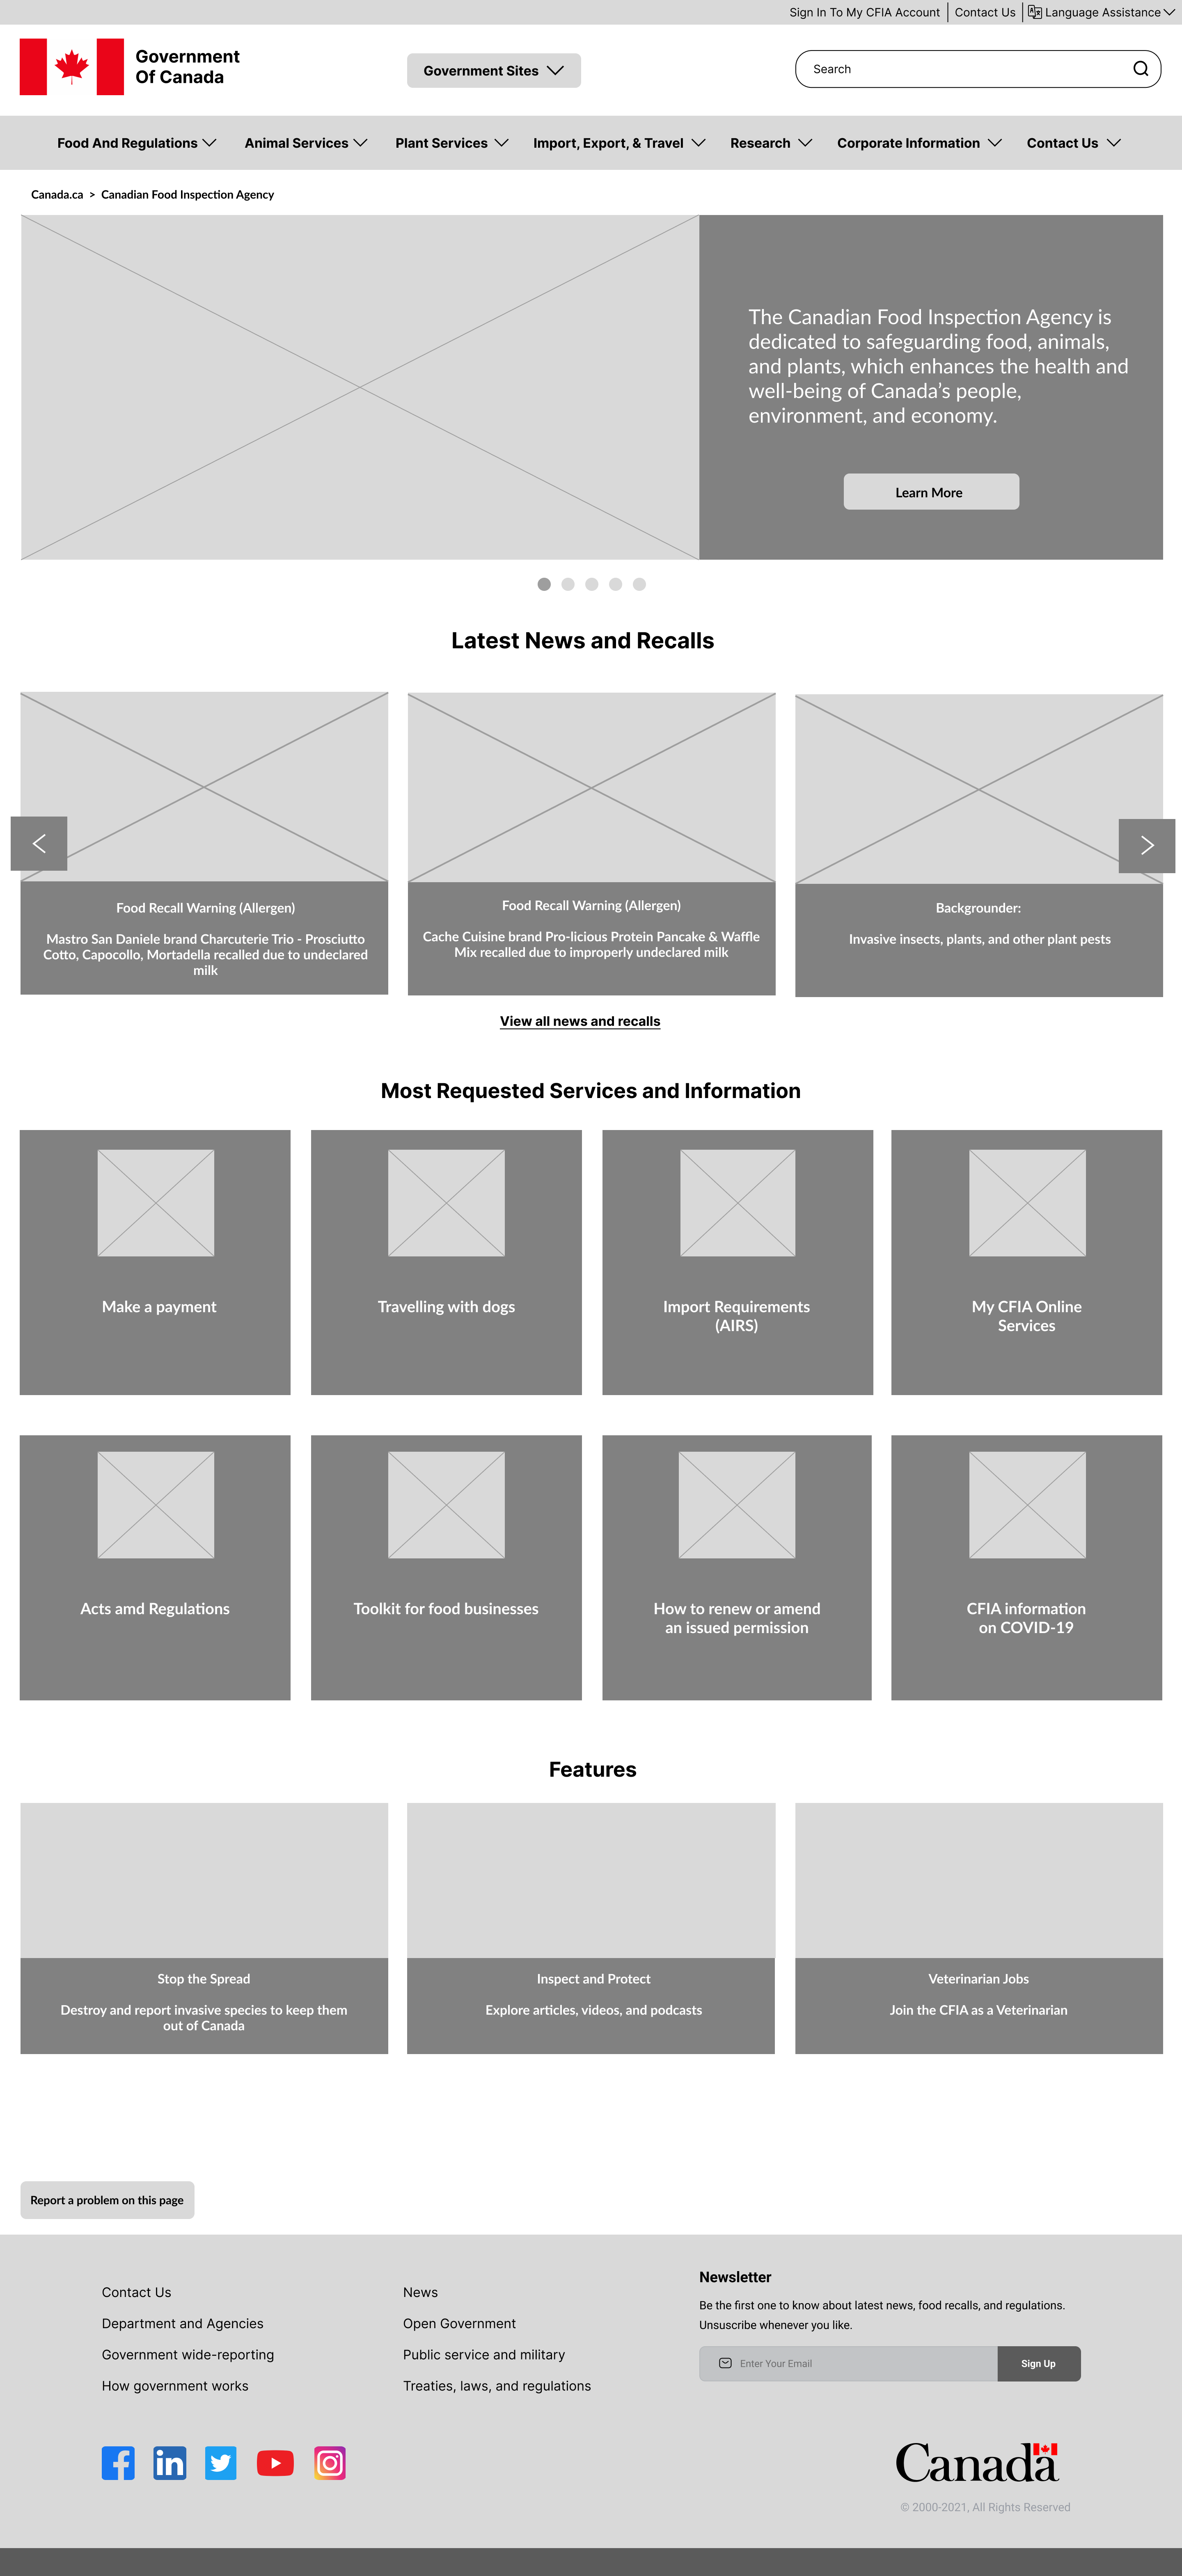 Sign In To My CFIA Account
Contact Us
Language Assistance
Government
Of Canada
Government Sites
Search
Food And Regulations
Animal Services
Plant Services
Import, Export, & Travel
Research
Corporate Information
Contact Us
Canada.ca > Canadian Food Inspection Agency
The Canadian Food Inspection Agency is
dedicated to safeguarding food, animals,
and plants, which enhances the health and
well-being of Canada's people,
environment, and economy.
Learn More
Latest News and Recalls
Food Recall Warning (Allergen)
Mastro San Daniele brand Charcuterie Trio - Prosciutto
Cotto, Capocollo, Mortadella recalled due to undeclared
milk
Food Recall Warning (Allergen)
Cache Cuisine brand Pro-licious Protein Pancake & Waffle
Mix recalled due to improperly undeclared milk
Backgrounder:
Invasive insects, plants, and other plant pests
View all news and recalls
Most Requested Services and Information
Make a payment
Travelling with dogs
Import Requirements
(AIRS)
My CFIA Online
Services
Acts amd Regulations
Toolkit for food businesses
How to renew or amend
an issued permission
CFIA information
on COVID-19
Features
Stop the Spread
Destroy and report invasive species to keep them
out of Canada
Inspect and Protect
Explore articles, videos, and podcasts
Veterinarian Jobs
Join the CFIA as a Veterinarian
Report a problem on this page
Contact Us
Department and Agencies
Government wide-reporting
How government works
News
Open Government
Public service and military
Treaties, laws, and regulations
Newsletter
Be the first one to know about latest news, food recalls, and regulations.
Unsuscribe whenever you like.
Enter Your Email
Sign Up
Canada
© 2000-2021, All Rights Reserved